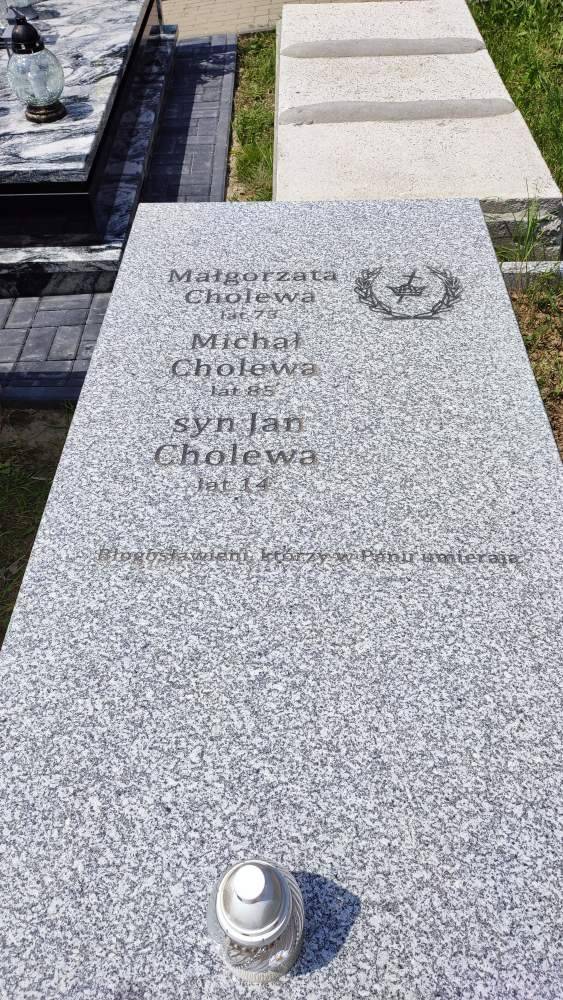 Małgorzata
Cholewa
lat 73
Michał
Cholewa
lat 85
syn Jan
Cholewa
lat 14
Błogosławieni, którzy w Panu umierają